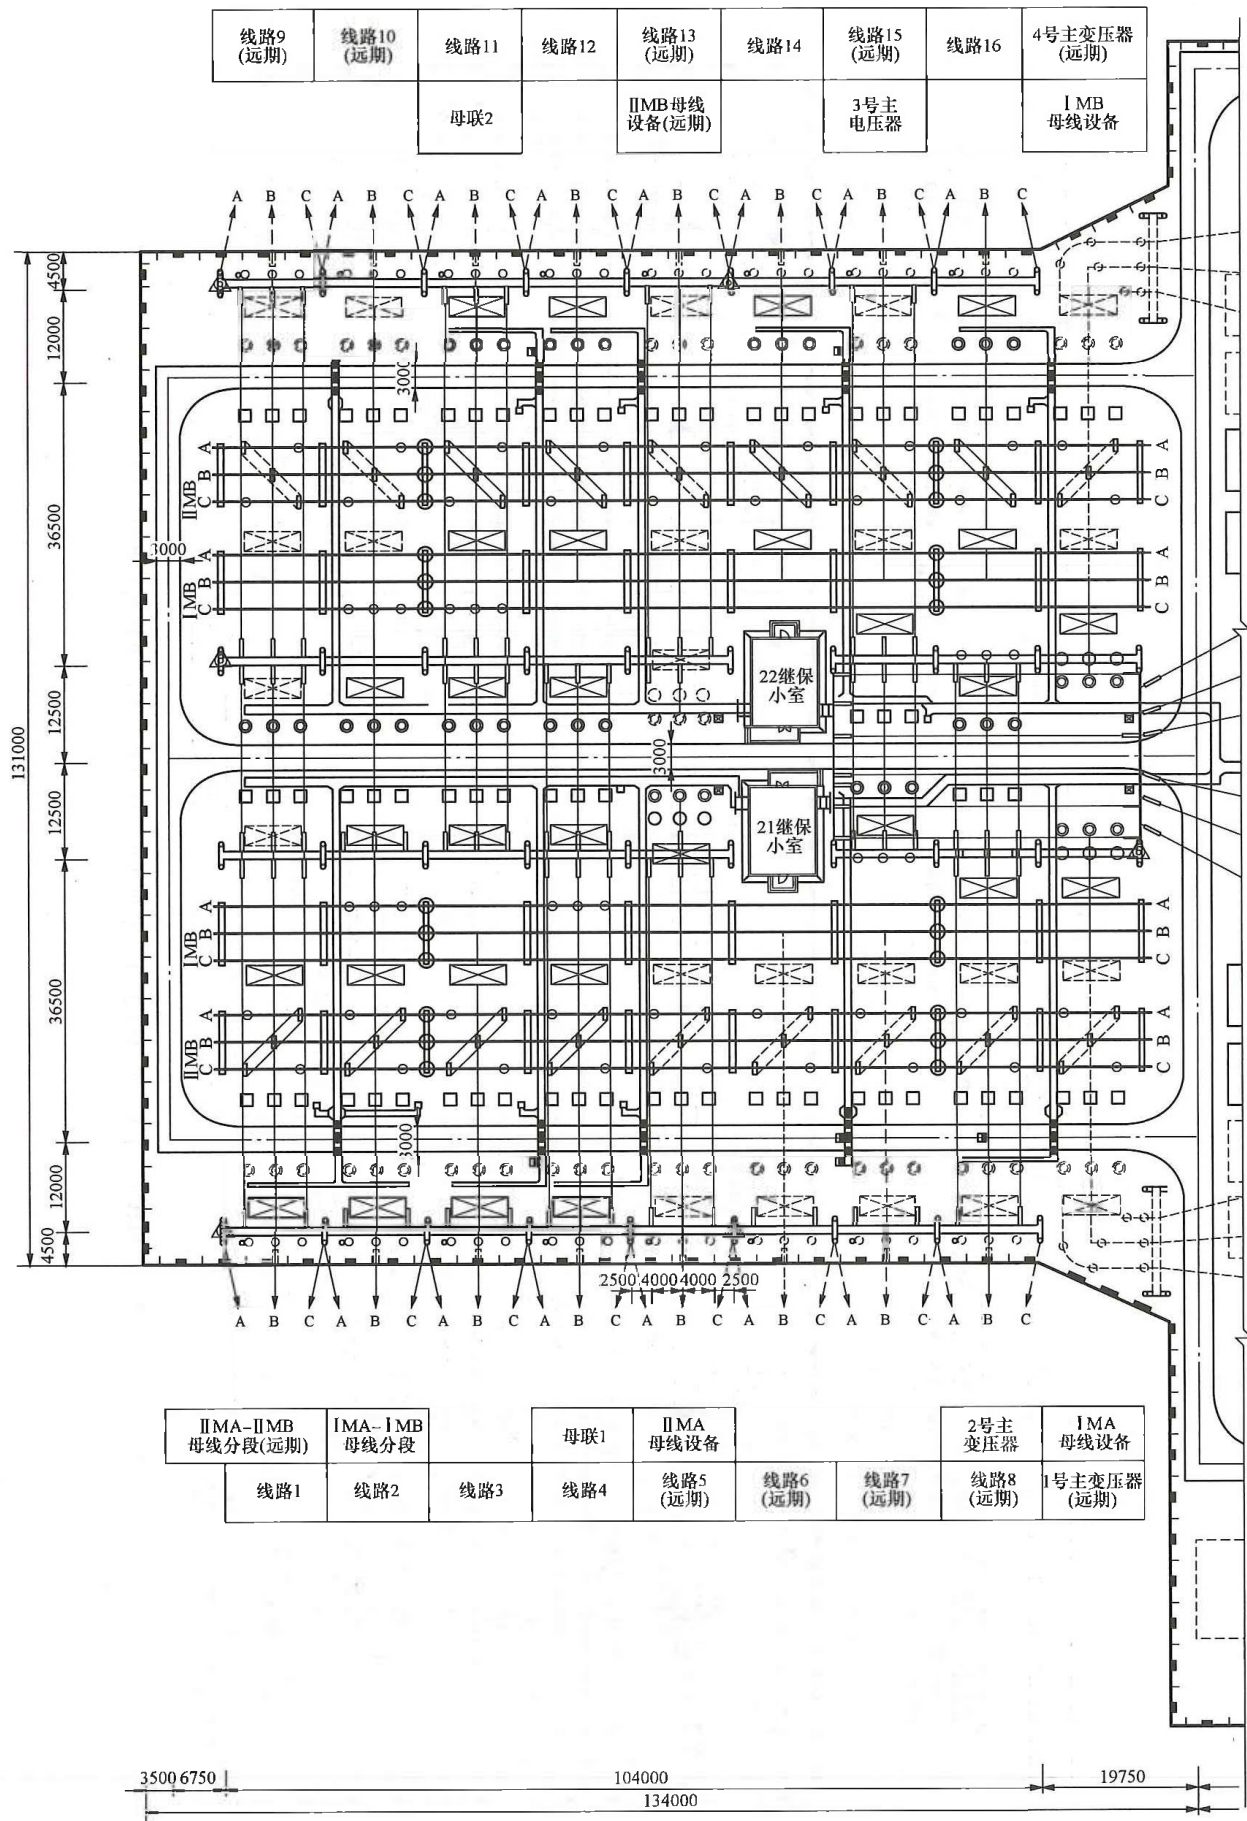 线路9
(远期)
线路10
(远期)
线路11
线路12
线路13
(远期)
线路14
线路15
(远期)
线路16
4号主变压器
(远期)
母联2
ⅡMB母线
设备(远期)
3号主
电压器
ⅠMB
母线设备
A B C A B C A B C A B C A B C A B C A B C A B C
4500
12000
36500
12500
12500
36500
12000
4500
131000
3000
3000
A
B
C
ⅡMB
A
B
C
A
B
C
ⅠMB
A
B
C
22继保
小室
3000
21继保
小室
A
B
C
ⅠMB
A
B
C
A
B
C
ⅡMB
A
B
C
3000
2500 4000 4000 2500
A B C A B C A B C A B C A B C A B C A B C A B C
ⅡMA-ⅡMB
母线分段(远期)
ⅠMA-ⅠMB
母线分段
母联1
ⅡMA
母线设备
2号主
变压器
ⅠMA
母线设备
线路1
线路2
线路3
线路4
线路5
(远期)
线路6
(远期)
线路7
(远期)
线路8
(远期)
1号主变压器
(远期)
3500 6750 104000 19750
134000